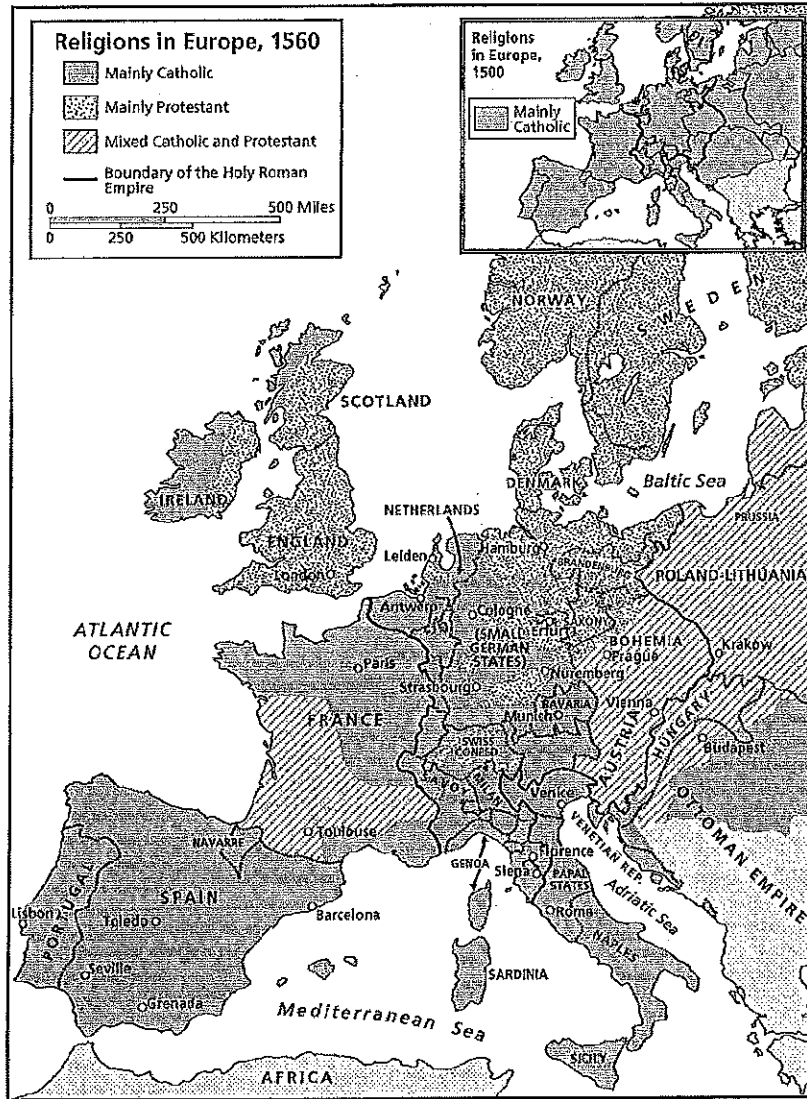 Religions in Europe, 1560
Mainly Catholic
Mainly Protestant
Mixed Catholic and Protestant
Boundary of the Holy Roman
Empire
0 250 500 Miles
0 250 500 Kilometers
Religions
in Europe,
1500
Mainly
Catholic
NORWAY
SWEDEN
SCOTLAND
DENMARK
Baltic Sea
IRELAND
NETHERLANDS
PRUSSIA
ENGLAND
Leiden
Hamburg
BRANDENBURG
London
POLAND-LITHUANIA
Antwerp
Cologne
Erfurt
SAXONY
ATLANTIC
OCEAN
(SMALL
GERMAN
STATES)
BOHEMIA
Prague
Krakow
Paris
Nuremberg
Strasbourg
BAVARIA
Vienna
FRANCE
Munich
AUSTRIA
HUNGARY
Budapest
SWISS
CONFED.
SAVOY
MILAN
Venice
OTTOMAN EMPIRE
Toulouse
NAVARRE
VENETIAN REP.
GENOA
Florence
Siena
PAPAL
STATES
Adriatic Sea
PORTUGAL
SPAIN
Lisbon
Toledo
Barcelona
Rome
NAPLES
Seville
SARDINIA
Grenada
Mediterranean Sea
SICILY
AFRICA